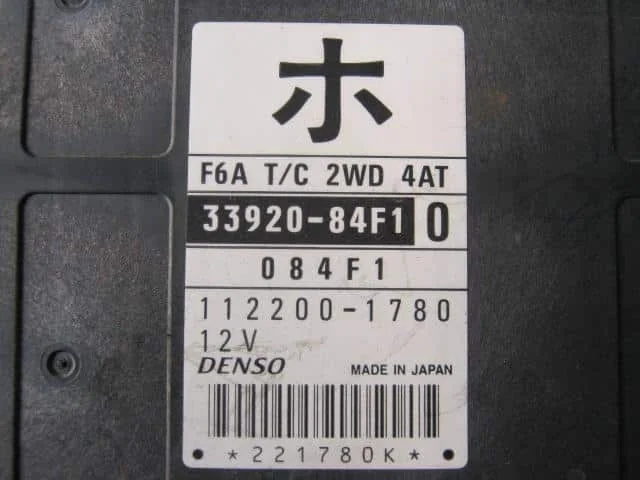 ホ
F6A T/C 2WD 4AT
33920-84F1 0
084F1
112200-1780
12V
DENSO MADE IN JAPAN
*221780K*